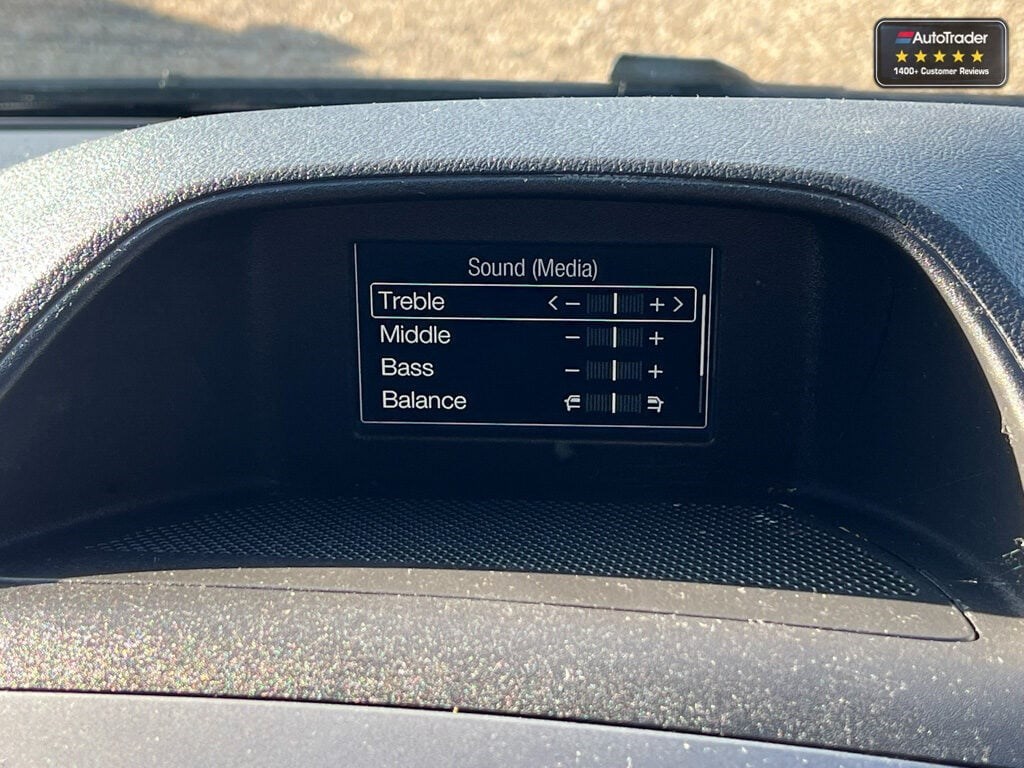 AutoTrader
1400+ Customer Reviews
Sound (Media)
Treble < − + >
Middle − +
Bass − +
Balance